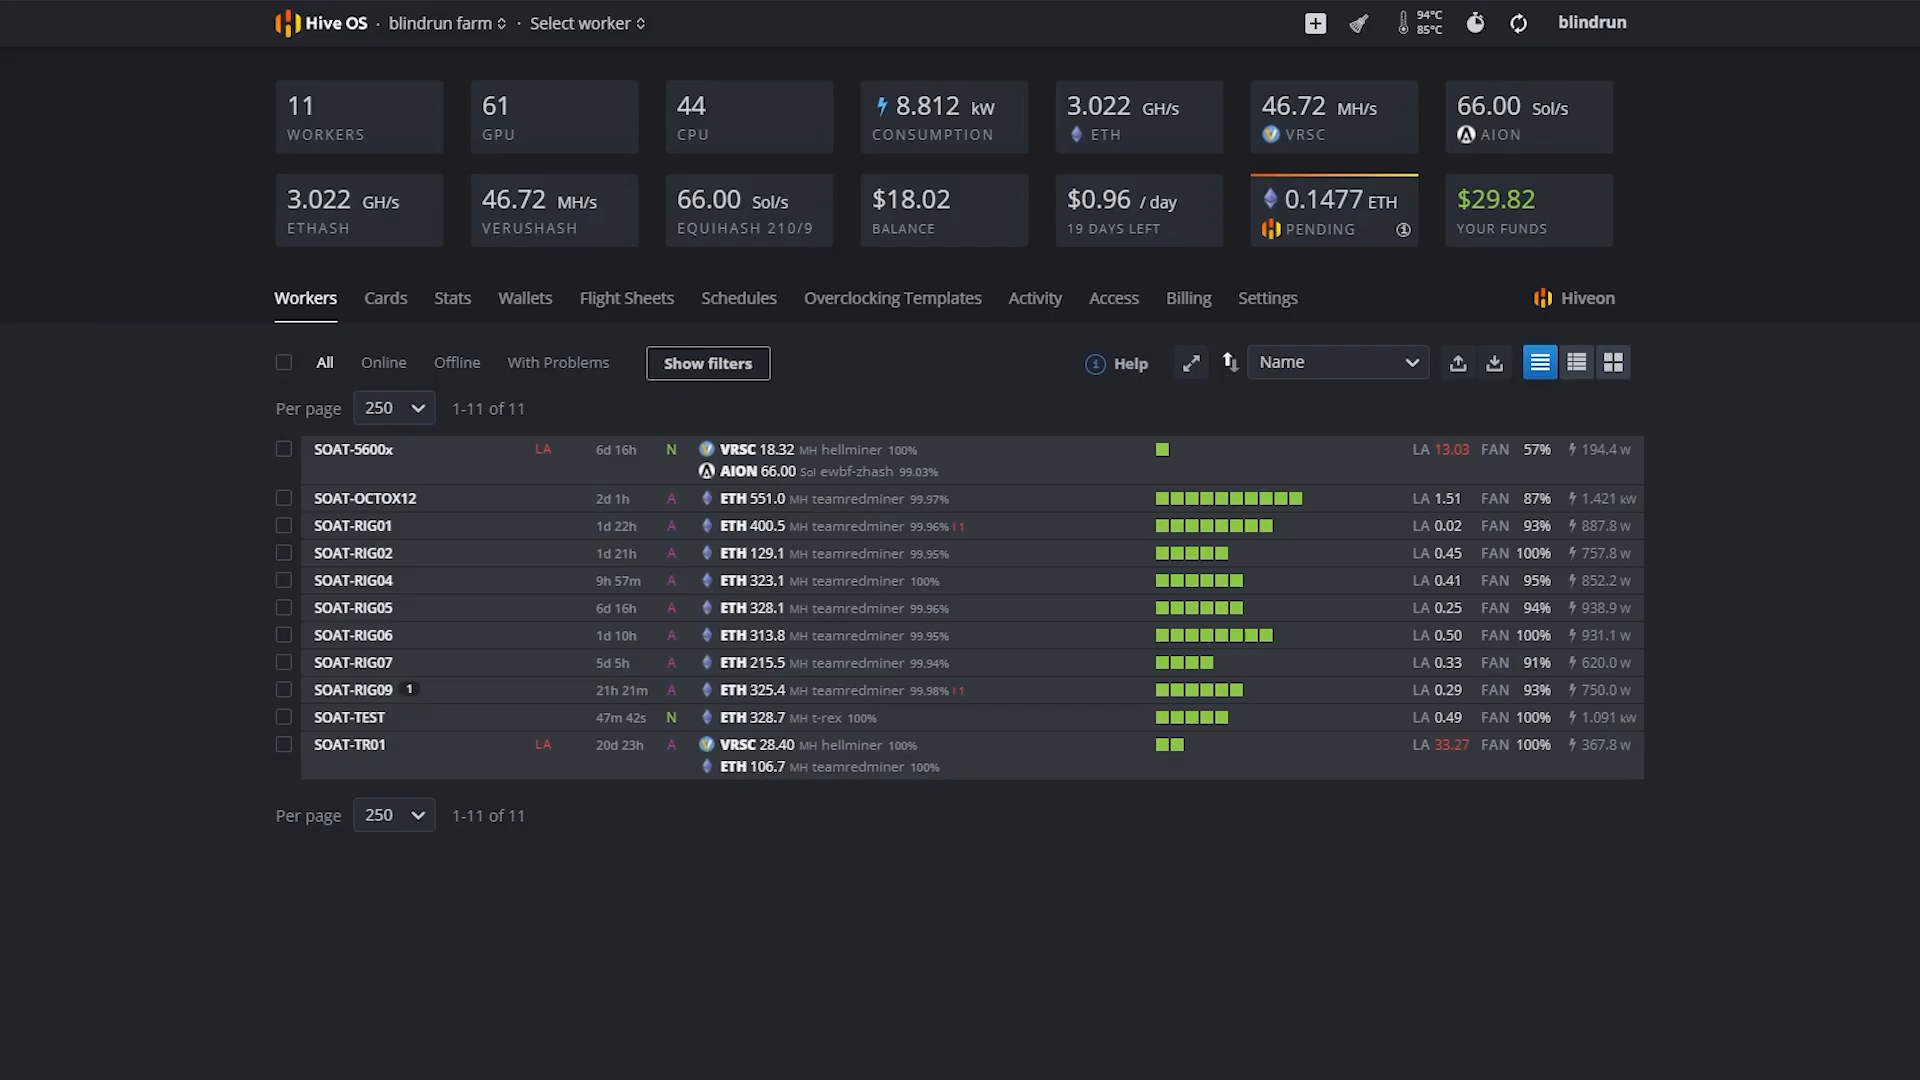 Hive OS · blindrun farm · Select worker 94°C blindrun
85°C
11 61 44 8.812 kW 3.022 GH/s 46.72 MH/s 66.00 Sol/s
WORKERS GPU CPU CONSUMPTION ETH VRSC AION
3.022 GH/s 46.72 MH/s 66.00 Sol/s $18.02 $0.96 / day 0.1477 ETH $29.82
ETHASH VERUSHASH EQUIHASH 210/9 BALANCE 19 DAYS LEFT PENDING 1 YOUR FUNDS
Workers Cards Stats Wallets Flight Sheets Schedules Overclocking Templates Activity Access Billing Settings Hiveon
All Online Offline With Problems Show filters i Help Name
Per page 250 1-11 of 11
SOAT-5600x LA 6d 16h N VRSC 18.32 MH hellminer 100% LA 13.03 FAN 57% 194.4 W
AION 66.00 Sol ewbf-zhash 99.03%
SOAT-OCTOX12 2d 1h A ETH 551.0 MH teamredminer 99.97% LA 1.51 FAN 87% 1.421 kW
SOAT-RIG01 1d 22h A ETH 400.5 MH teamredminer 99.96% I 1 LA 0.02 FAN 93% 887.8 W
SOAT-RIG02 1d 21h A ETH 129.1 MH teamredminer 99.95% LA 0.45 FAN 100% 757.8 W
SOAT-RIG04 9h 57m A ETH 323.1 MH teamredminer 100% LA 0.41 FAN 95% 852.2 W
SOAT-RIG05 6d 16h A ETH 328.1 MH teamredminer 99.96% LA 0.25 FAN 94% 938.9 W
SOAT-RIG06 1d 10h A ETH 313.8 MH teamredminer 99.95% LA 0.50 FAN 100% 931.1 W
SOAT-RIG07 5d 5h A ETH 215.5 MH teamredminer 99.94% LA 0.33 FAN 91% 620.0 W
SOAT-RIG09 1 21h 21m A ETH 325.4 MH teamredminer 99.98% I 1 LA 0.29 FAN 93% 750.0 W
SOAT-TEST 47m 42s N ETH 328.7 MH t-rex 100% LA 0.49 FAN 100% 1.091 kW
SOAT-TR01 LA 20d 23h A VRSC 28.40 MH hellminer 100% LA 33.27 FAN 100% 367.8 W
ETH 106.7 MH teamredminer 100%
Per page 250 1-11 of 11